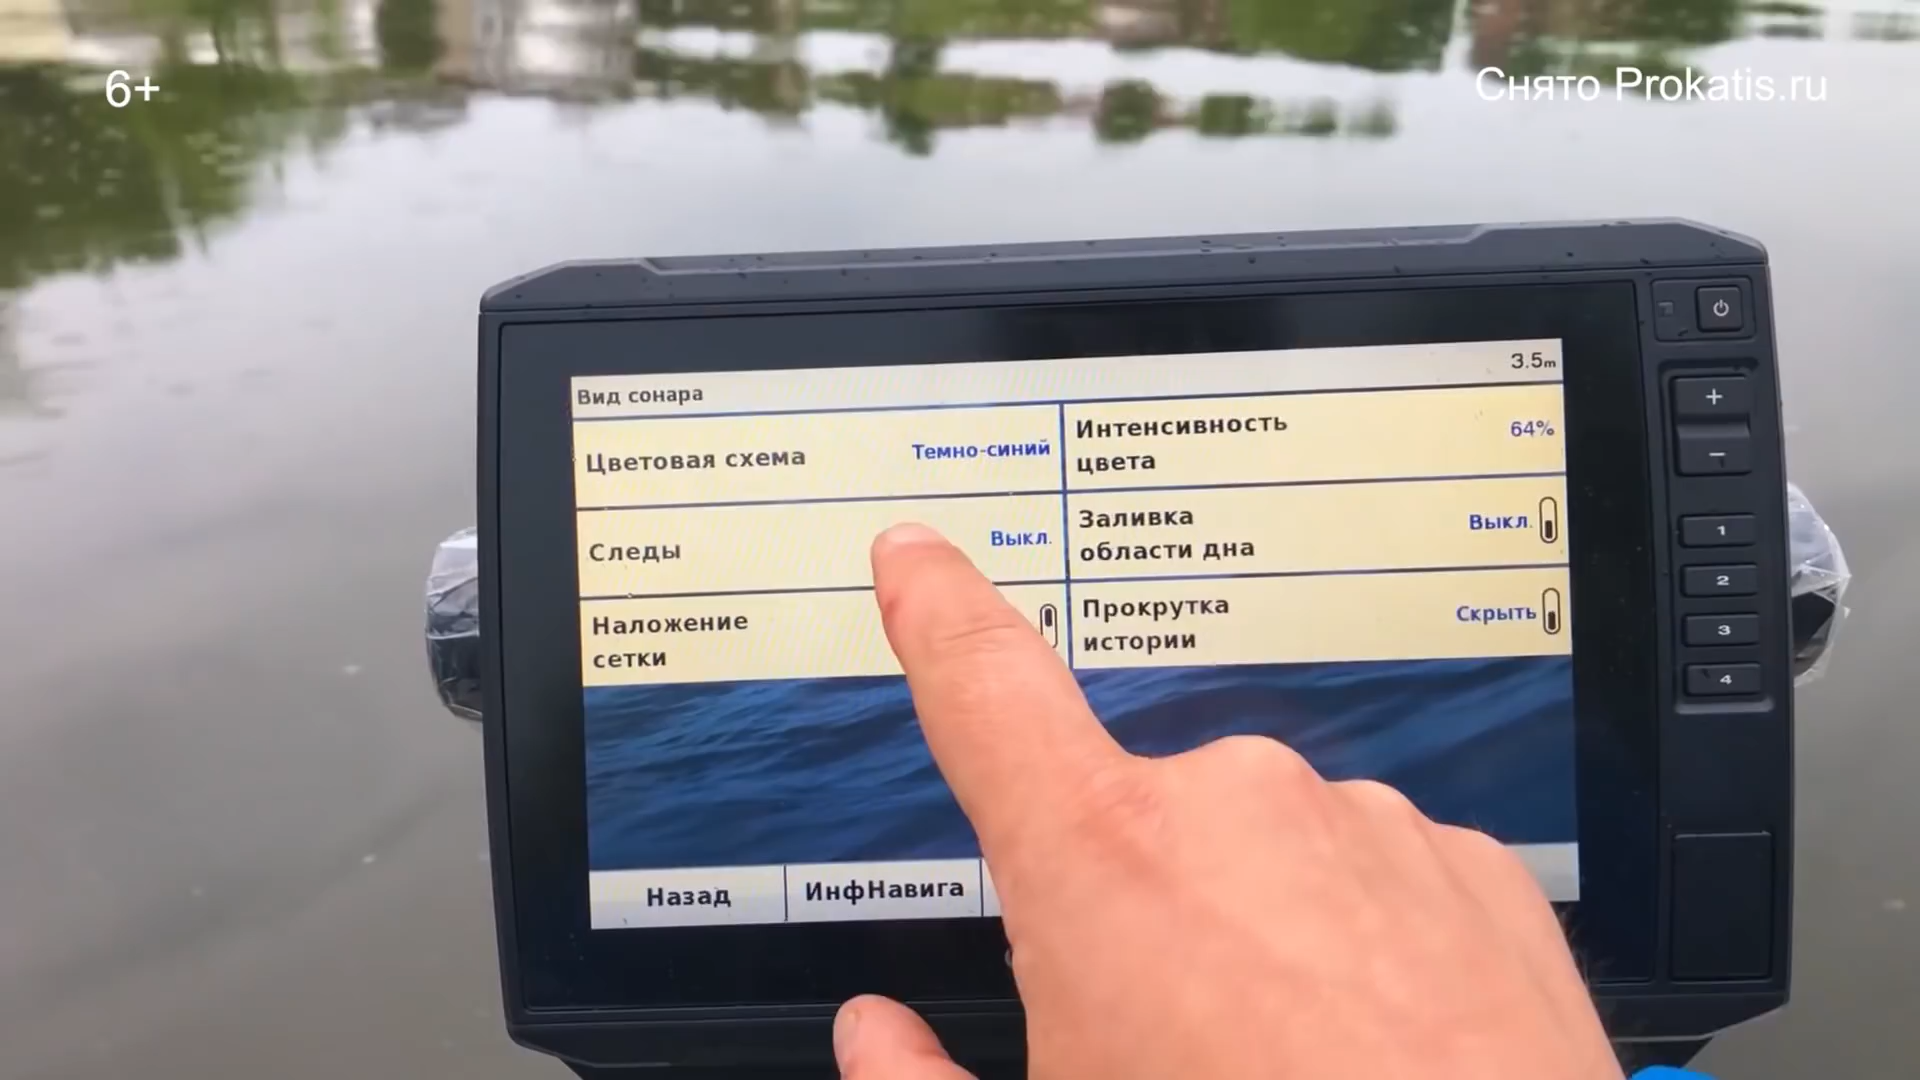 6+
Снято Prokatis.ru
Вид сонара
3.5m
Цветовая схема
Темно-синий
Интенсивность
цвета
64%
Следы
Выкл.
Заливка
области дна
Выкл.
Наложение
сетки
Прокрутка
истории
Скрыть
Назад
ИнфНавига
+
−
1
2
3
4